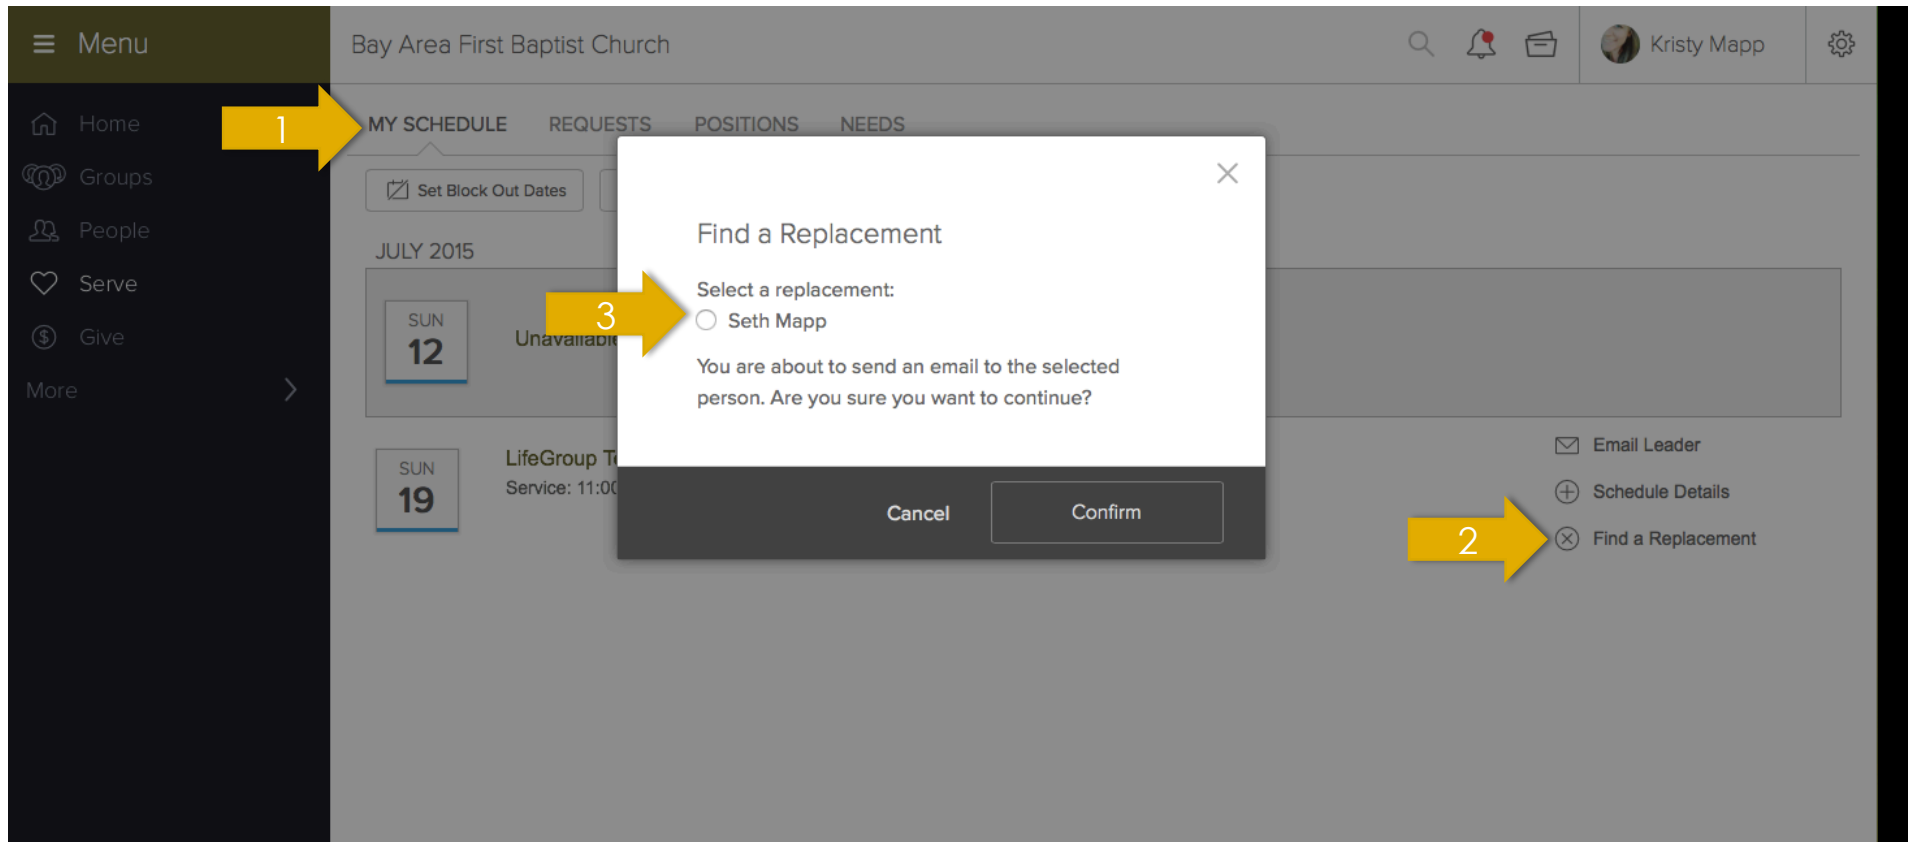 Menu
Bay Area First Baptist Church
Kristy Mapp
Home
Groups
People
Serve
Give
More
1
MY SCHEDULE REQUESTS POSITIONS NEEDS
Set Block Out Dates
JULY 2015
SUN
12
SUN
19
LifeGroup
Service:
Find a Replacement
Select a replacement:
3
Seth Mapp
You are about to send an email to the selected
person. Are you sure you want to continue?
Cancel Confirm
Email Leader
Schedule Details
2
Find a Replacement